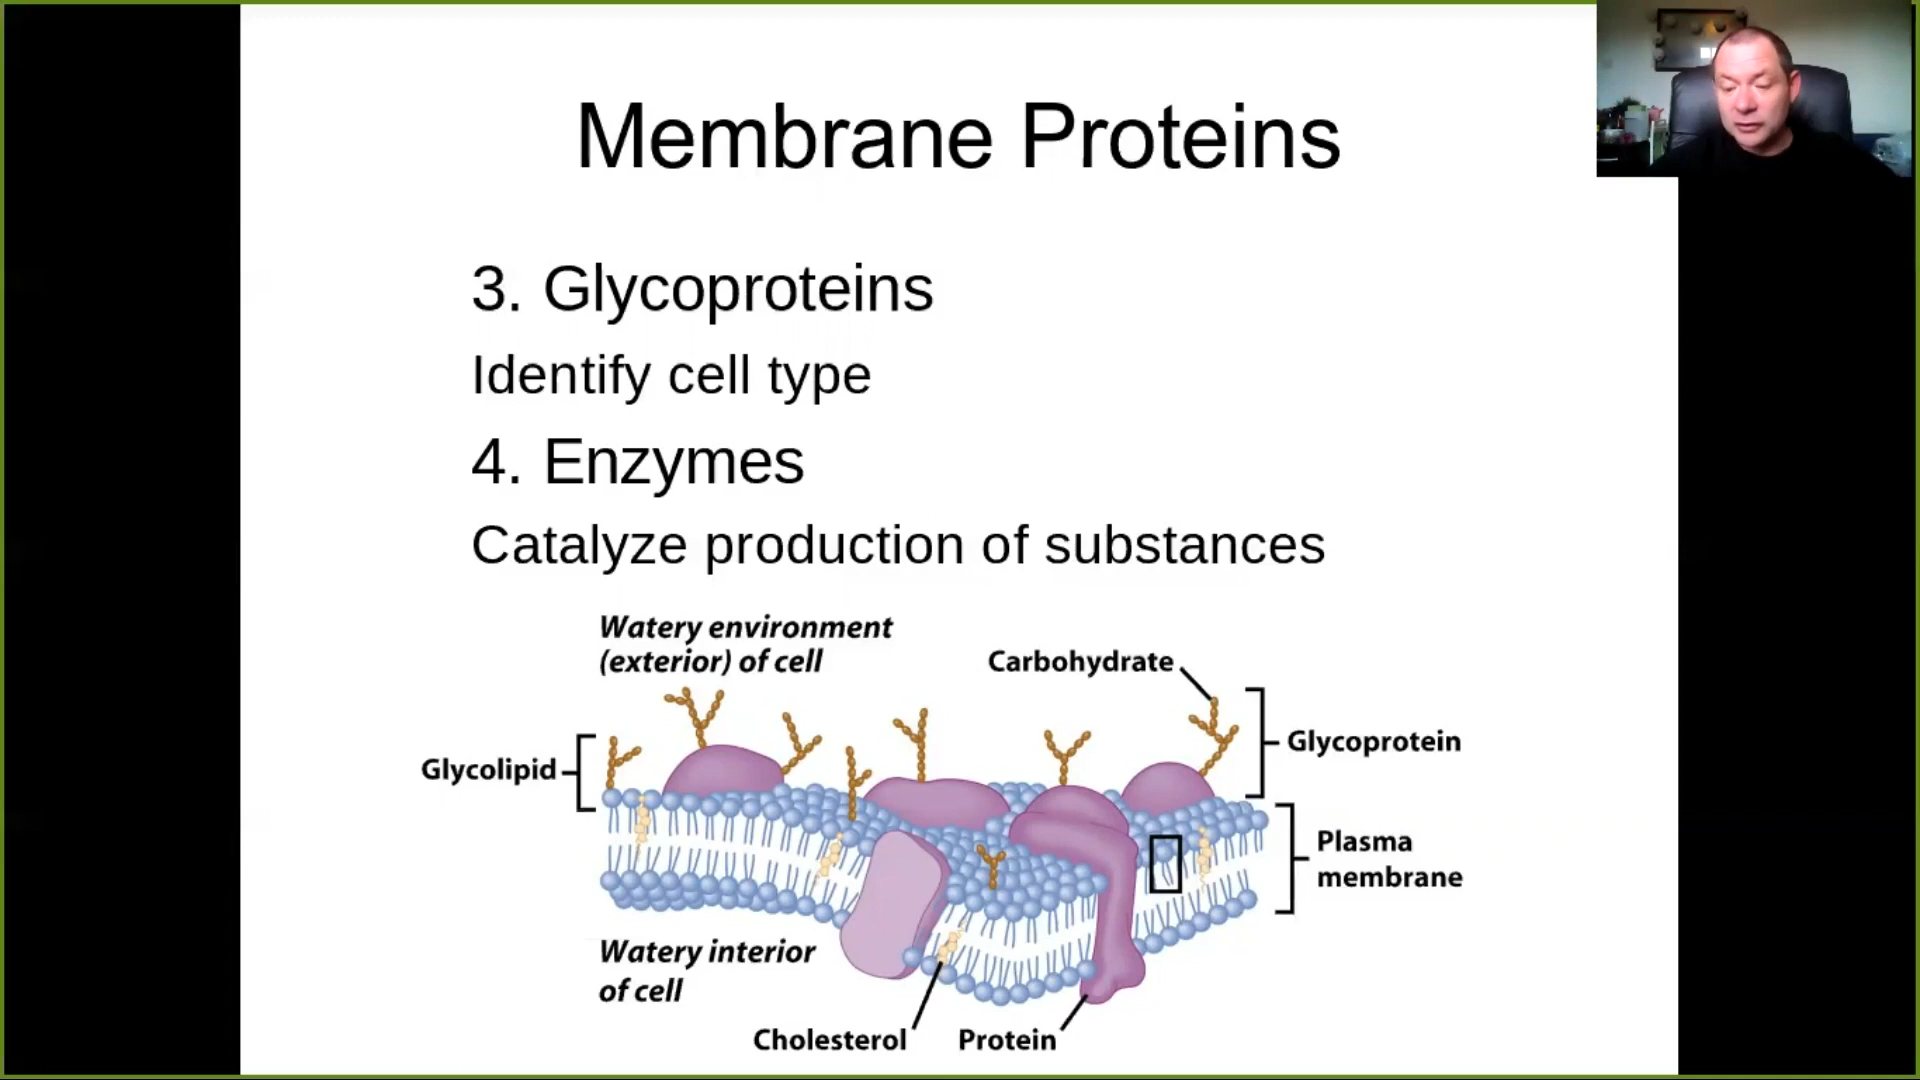 Membrane Proteins
3. Glycoproteins
Identify cell type
4. Enzymes
Catalyze production of substances
Watery environment
(exterior) of cell
Carbohydrate
Glycolipid
Glycoprotein
Plasma
membrane
Watery interior
of cell
Cholesterol
Protein